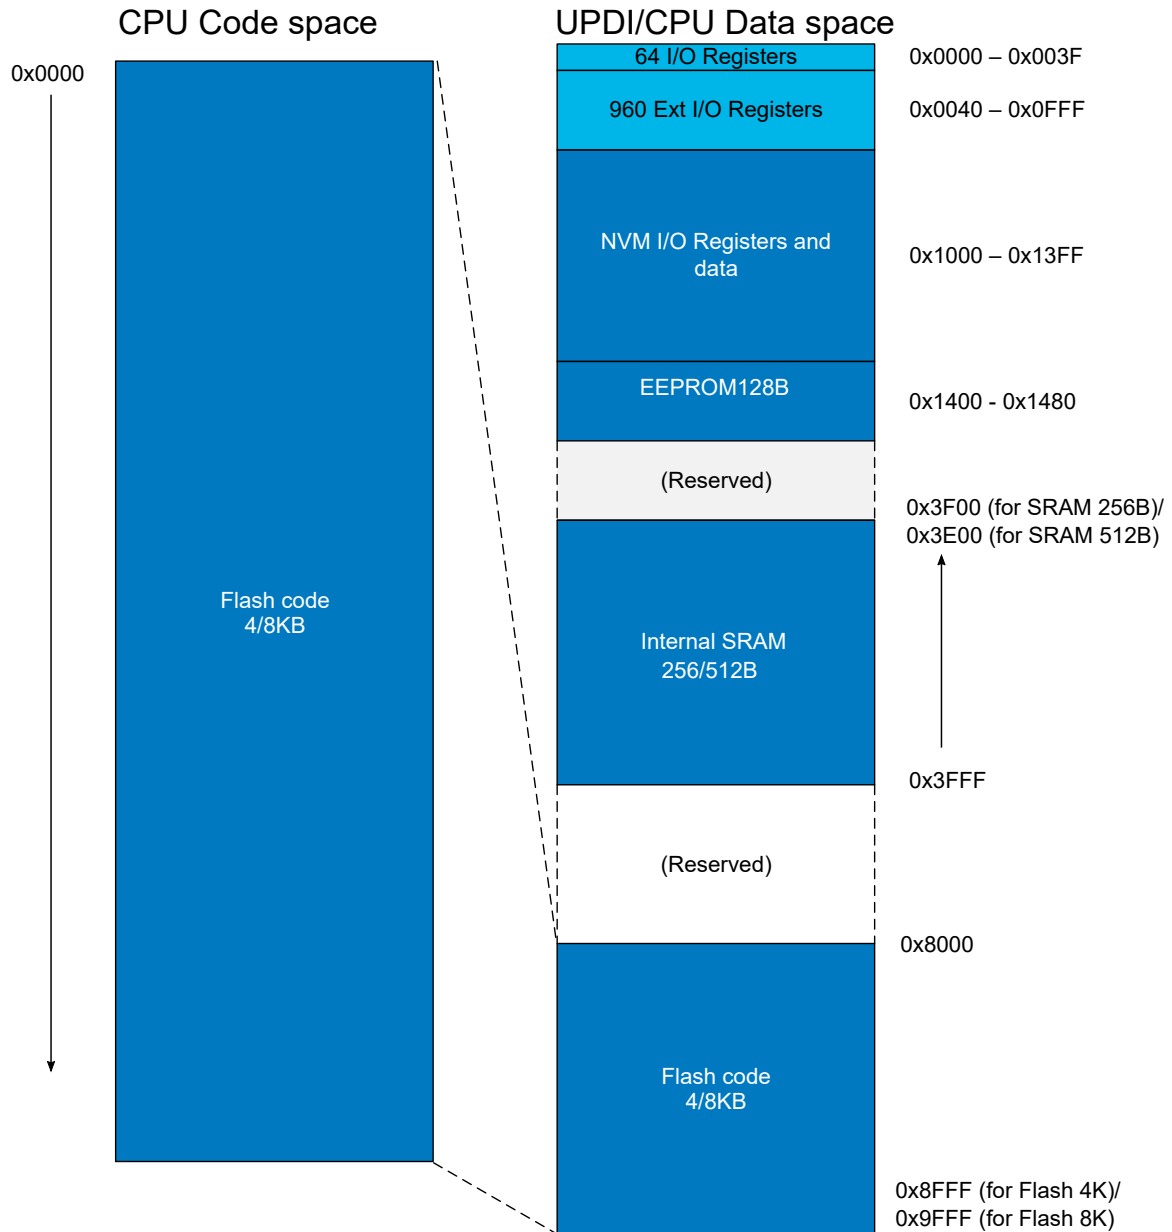 CPU Code space
UPDI/CPU Data space
0x0000
64 I/O Registers
0x0000 – 0x003F
960 Ext I/O Registers
0x0040 – 0x0FFF
NVM I/O Registers and
data
0x1000 – 0x13FF
EEPROM128B
0x1400 - 0x1480
(Reserved)
0x3F00 (for SRAM 256B)/
0x3E00 (for SRAM 512B)
Flash code
4/8KB
Internal SRAM
256/512B
0x3FFF
(Reserved)
0x8000
Flash code
4/8KB
0x8FFF (for Flash 4K)/
0x9FFF (for Flash 8K)